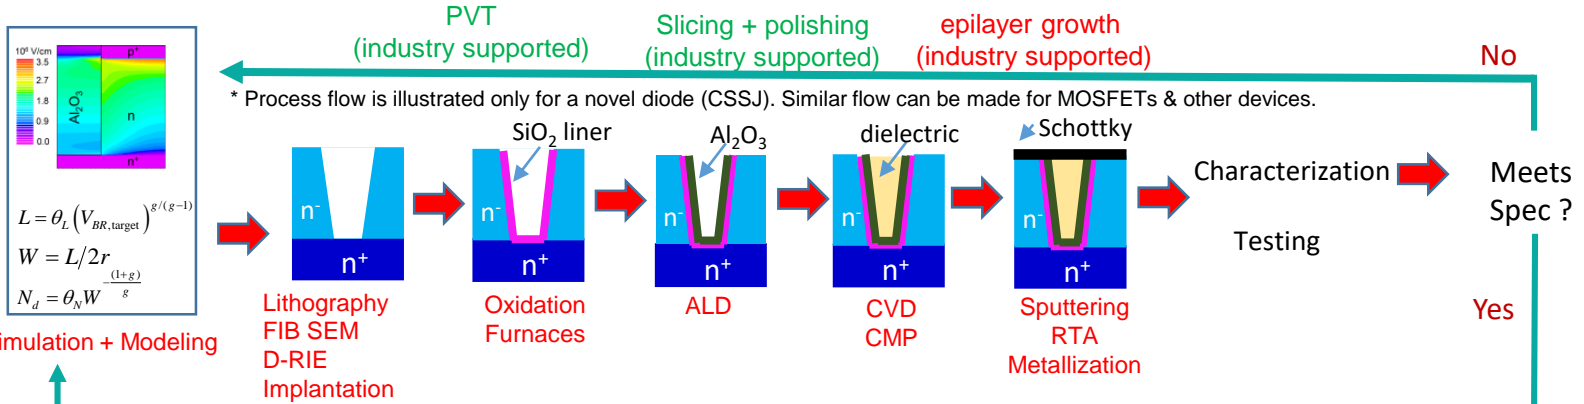 PVT
(industry supported)
Slicing + polishing
(industry supported)
epilayer growth
(industry supported)
No
* Process flow is illustrated only for a novel diode (CSSJ). Similar flow can be made for MOSFETs & other devices.
10⁶ V/cm
3.5
2.7
1.8
0.9
0.0
p⁺
Al₂O₃
n
n⁺
L = θ_L (V_BR,target)^g/(g−1)
W = L/2r
N_d = θ_N W^−(1+g)/g
imulation + Modeling
n⁻
n⁺
Lithography
FIB SEM
D-RIE
Implantation
SiO₂ liner
n⁻
n⁺
Oxidation
Furnaces
Al₂O₃
n⁻
n⁺
ALD
dielectric
n⁻
n⁺
CVD
CMP
Schottky
n⁻
n⁺
Sputtering
RTA
Metallization
Characterization
Testing
Meets
Spec ?
Yes